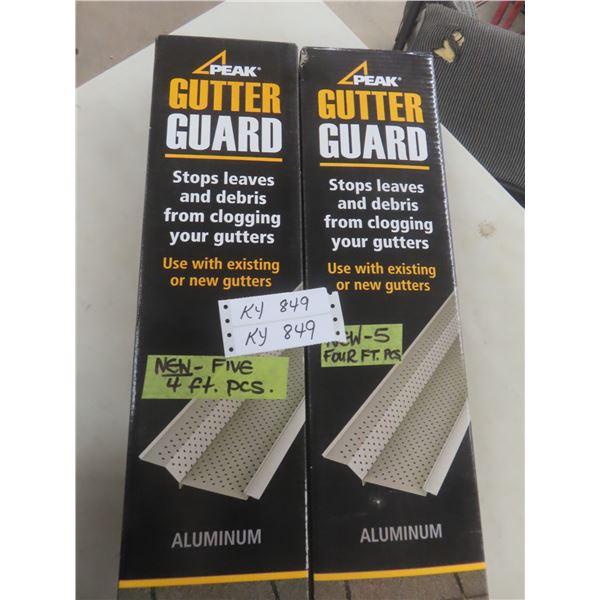 PEAK®
GUTTER
GUARD
Stops leaves
and debris
from clogging
your gutters
Use with existing
or new gutters
NEW - FIVE
4 ft. pcs.
ALUMINUM
KY 849
KY 849
PEAK®
GUTTER
GUARD
Stops leaves
and debris
from clogging
your gutters
Use with existing
or new gutters
NEW - 5
FOUR FT. PCS
ALUMINUM